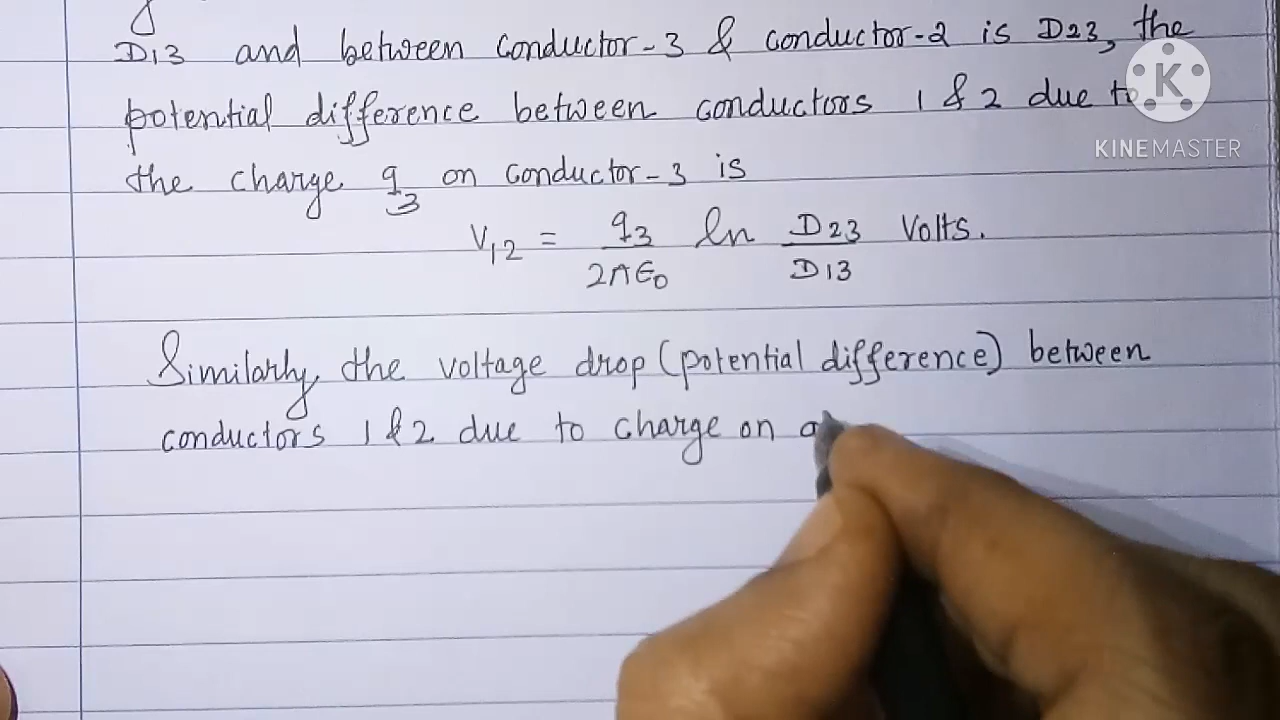 D13 and between conductor-3 & conductor-2 is D23, the
potential difference between conductors 1 & 2 due to
the charge q3 on conductor-3 is
V12 = q3/2πε0 ln D23/D13 Volts.
Similarly, the voltage drop (potential difference) between
conductors 1 & 2 due to charge on
K
KINEMASTER